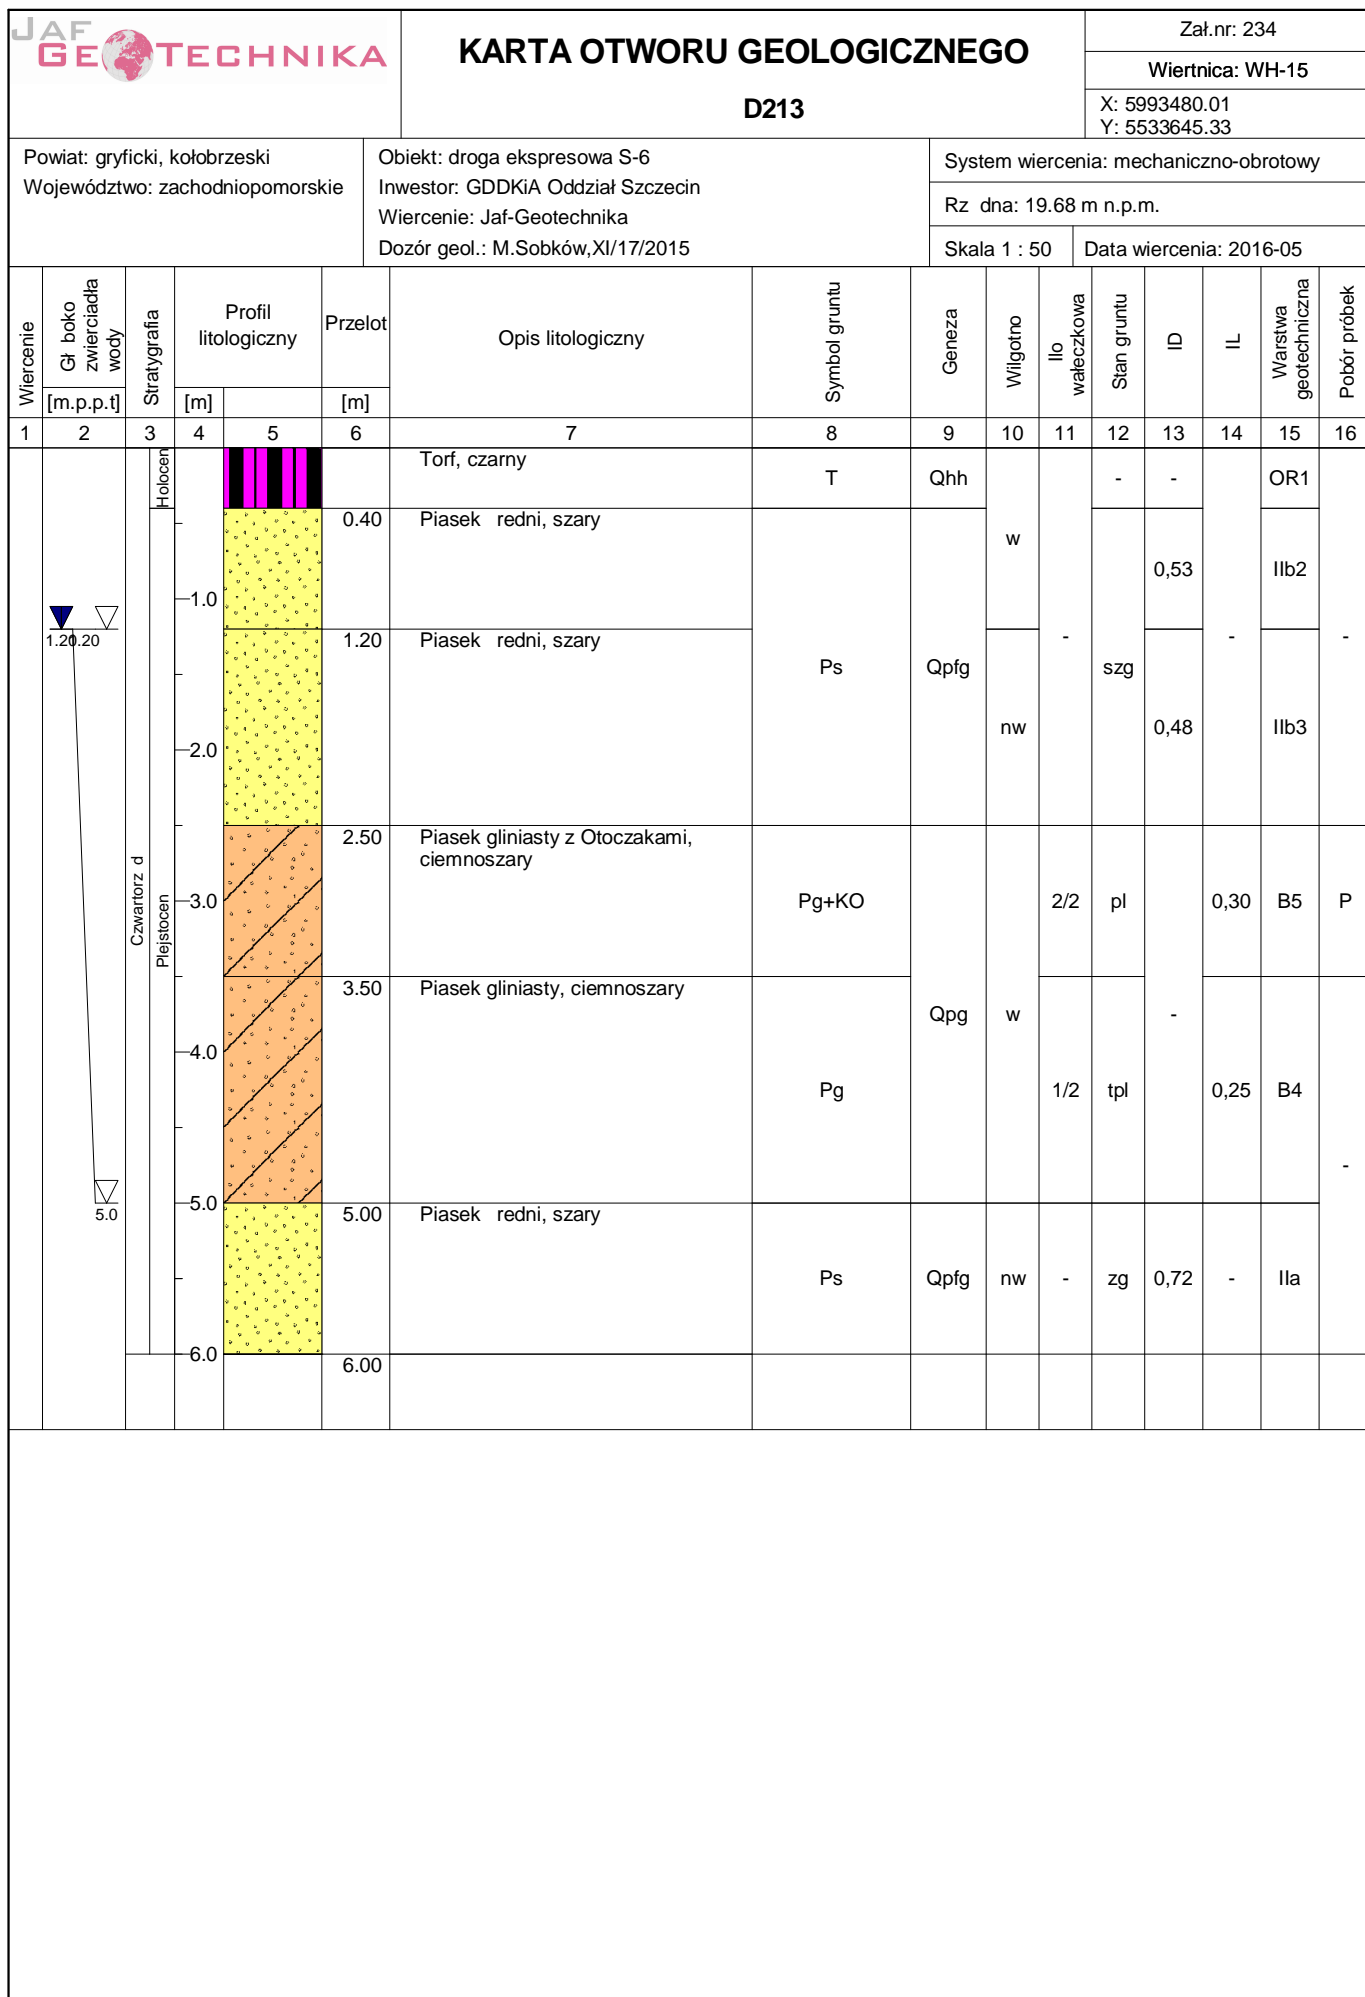 JAF
GEOTECHNIKA
KARTA OTWORU GEOLOGICZNEGO
D213
Zał.nr: 234
Wiertnica: WH-15
X: 5993480.01
Y: 5533645.33
Powiat: gryficki, kołobrzeski
Województwo: zachodniopomorskie
Obiekt: droga ekspresowa S-6
Inwestor: GDDKiA Oddział Szczecin
Wiercenie: Jaf-Geotechnika
Dozór geol.: M.Sobków,XI/17/2015
System wiercenia: mechaniczno-obrotowy
Rz dna: 19.68 m n.p.m.
Skala 1 : 50
Data wiercenia: 2016-05
Wiercenie
Gł boko
zwierciadła
wody
[m.p.p.t]
Stratygrafia
Profil
litologiczny
[m]
Przelot
[m]
Opis litologiczny
Symbol gruntu
Geneza
Wilgotno
Ilo
wałeczkowa
Stan gruntu
ID
IL
Warstwa
geotechniczna
Pobór próbek
1 2 3 4 5 6 7 8 9 10 11 12 13 14 15 16
Holocen
Torf, czarny
T Qhh - - OR1
0.40 Piasek redni, szary
w
0,53 IIb2
1.0
1.20
1.20 Piasek redni, szary
- - -
Ps Qpfg szg
nw 0,48 IIb3
2.0
2.50 Piasek gliniasty z Otoczakami,
ciemnoszary
Czwartorz d
Plejstocen
3.0
Pg+KO 2/2 pl 0,30 B5 P
3.50 Piasek gliniasty, ciemnoszary
Qpg w -
4.0
Pg 1/2 tpl 0,25 B4
-
5.0
5.0
5.00 Piasek redni, szary
Ps Qpfg nw - zg 0,72 - IIa
6.0
6.00